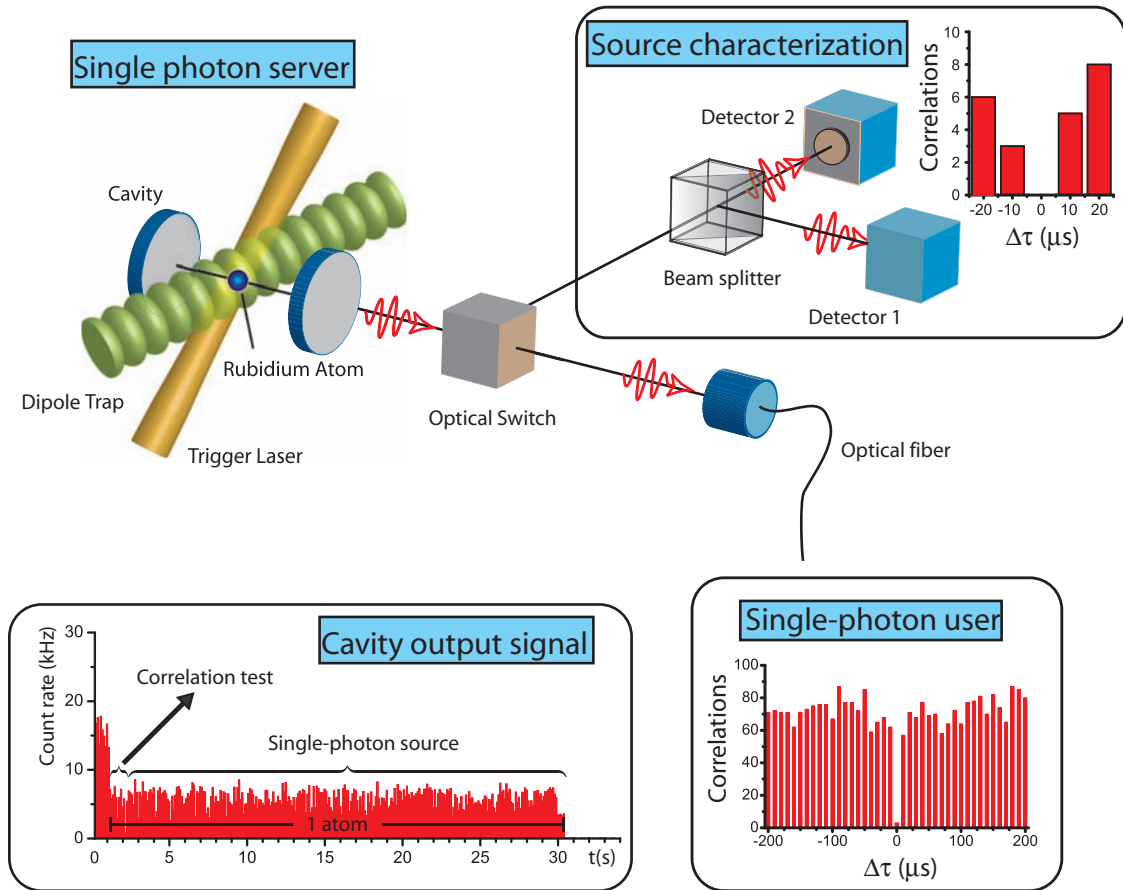 Single photon server
Cavity
Rubidium Atom
Dipole Trap
Trigger Laser
Optical Switch
Source characterization
Detector 2
Beam splitter
Detector 1
Correlations
10
8
6
4
2
0
-20 -10 0 10 20
Δτ (μs)
Optical fiber
Cavity output signal
Count rate (kHz)
30
25
20
15
10
5
0
Correlation test
Single-photon source
1 atom
0 5 10 15 20 25 30 t(s)
Single-photon user
Correlations
100
80
60
40
20
0
-200 -100 0 100 200
Δτ (μs)